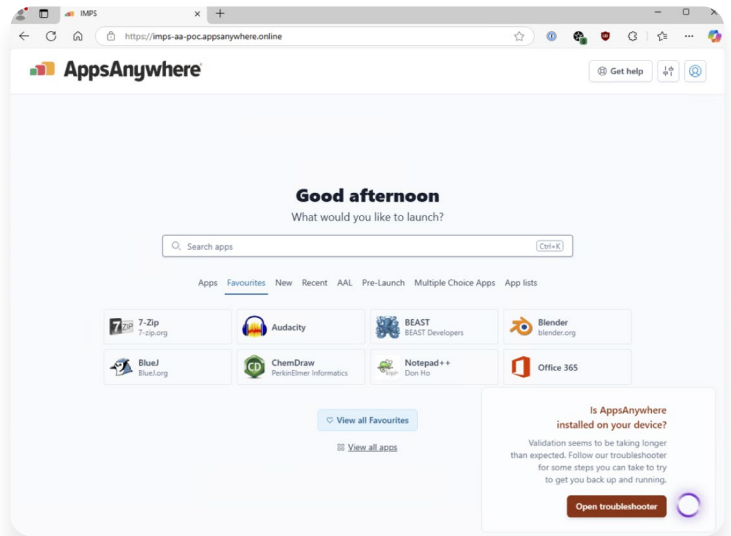 IMPS
https://imps-aa-poc.appsanywhere.online
AppsAnywhere
Get help
Good afternoon
What would you like to launch?
Search apps
Ctrl+K
Apps Favourites New Recent AAL Pre-Launch Multiple Choice Apps App lists
7-Zip
7-zip.org
Audacity
BEAST
BEAST Developers
Blender
blender.org
BlueJ
BlueJ.org
ChemDraw
PerkinElmer Informatics
Notepad++
Don Ho
Office 365
View all Favourites
View all apps
Is AppsAnywhere
installed on your device?
Validation seems to be taking longer
than expected. Follow our troubleshooter
for some steps you can take to try
to get you back up and running.
Open troubleshooter